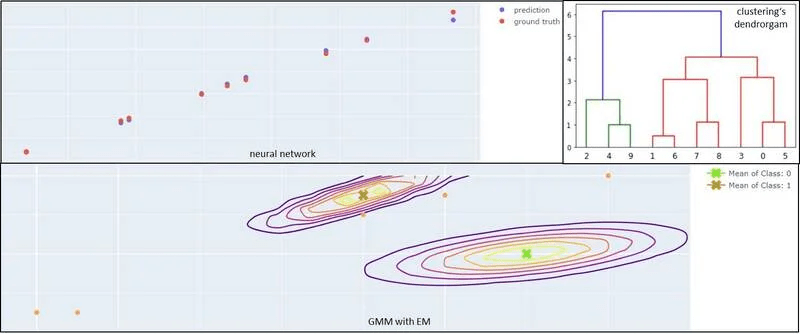 prediction
ground truth
neural network
clustering's
dendrorgam
6
5
4
3
2
1
0
2 4 9 1 6 7 8 3 0 5
Mean of Class: 0
Mean of Class: 1
GMM with EM